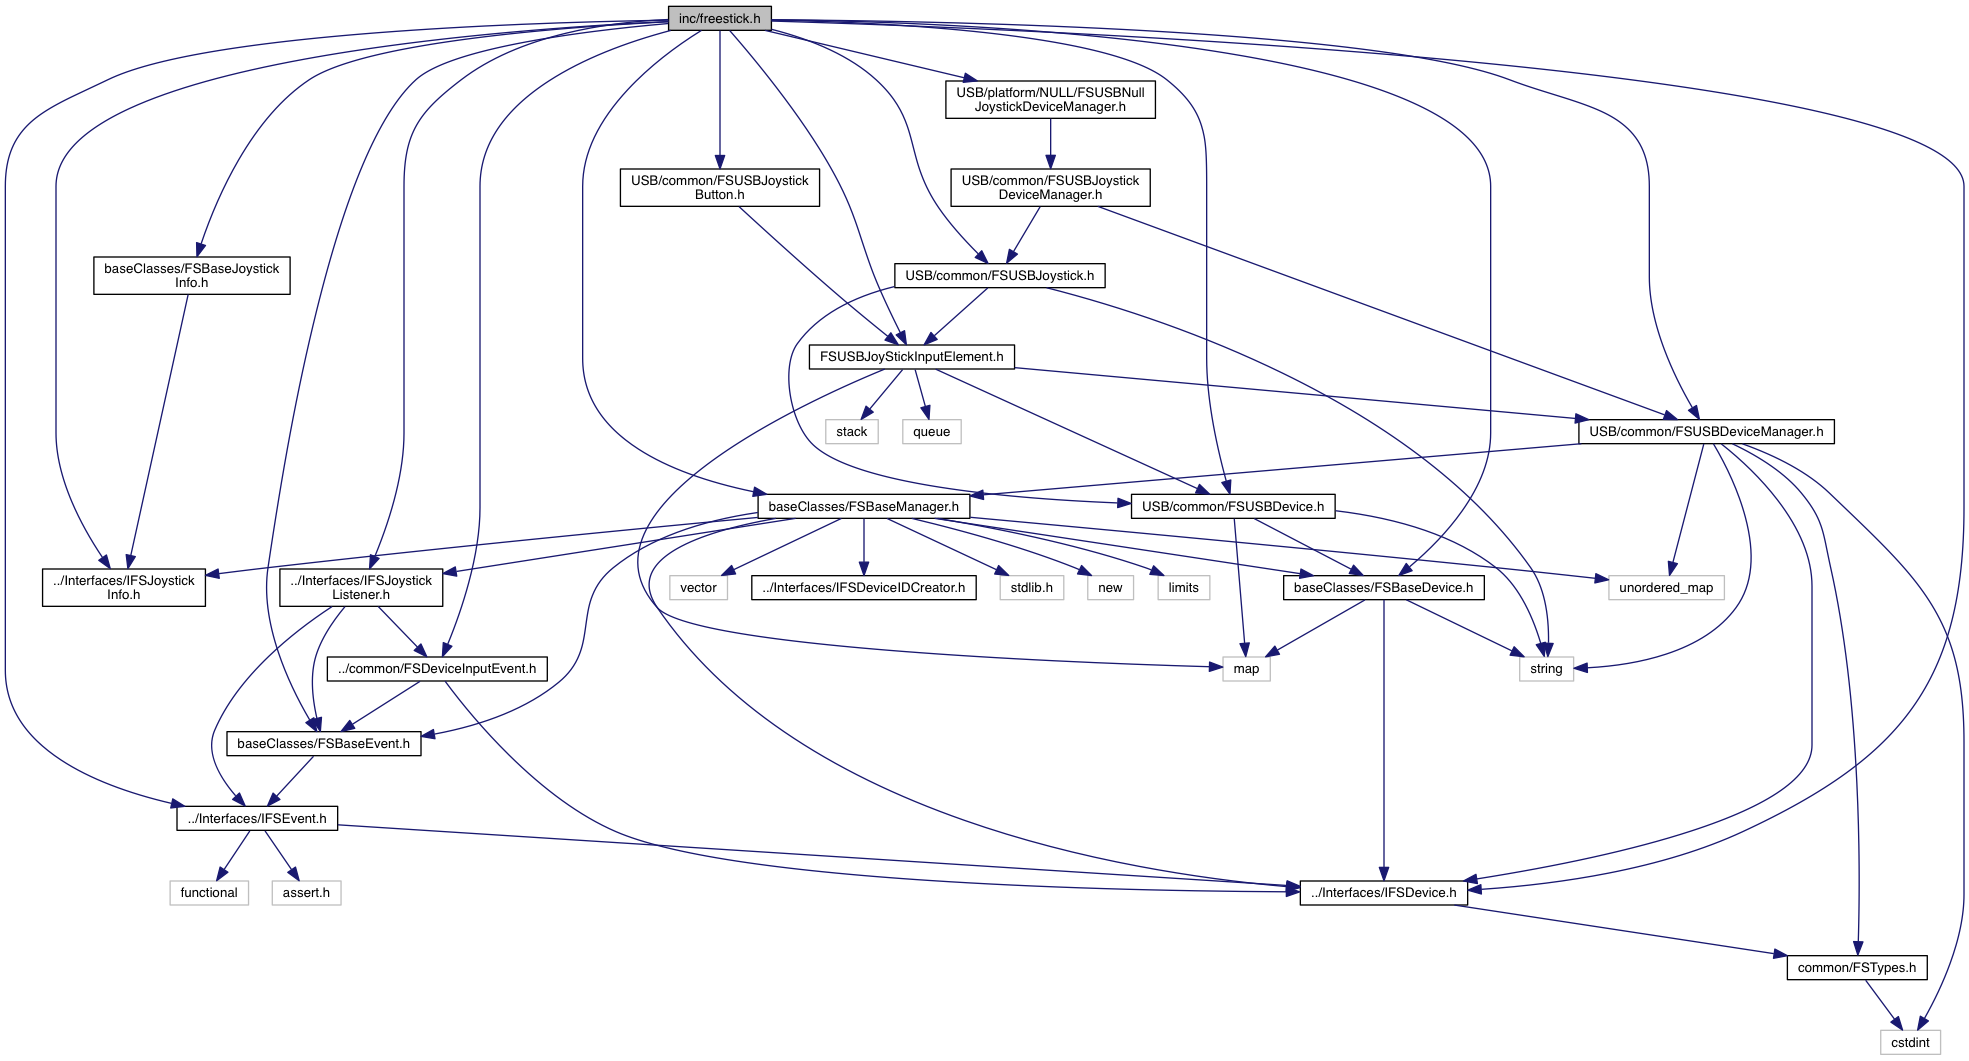 inc/freestick.h
USB/platform/NULL/FSUSBNull
JoystickDeviceManager.h
USB/common/FSUSBJoystick
Button.h
USB/common/FSUSBJoystick
DeviceManager.h
baseClasses/FSBaseJoystick
Info.h
USB/common/FSUSBJoystick.h
FSUSBJoyStickInputElement.h
stack
queue
USB/common/FSUSBDeviceManager.h
baseClasses/FSBaseManager.h
USB/common/FSUSBDevice.h
../Interfaces/IFSJoystick
Info.h
../Interfaces/IFSJoystick
Listener.h
vector
../Interfaces/IFSDeviceIDCreator.h
stdlib.h
new
limits
baseClasses/FSBaseDevice.h
unordered_map
../common/FSDeviceInputEvent.h
map
string
baseClasses/FSBaseEvent.h
../Interfaces/IFSEvent.h
functional
assert.h
../Interfaces/IFSDevice.h
common/FSTypes.h
cstdint